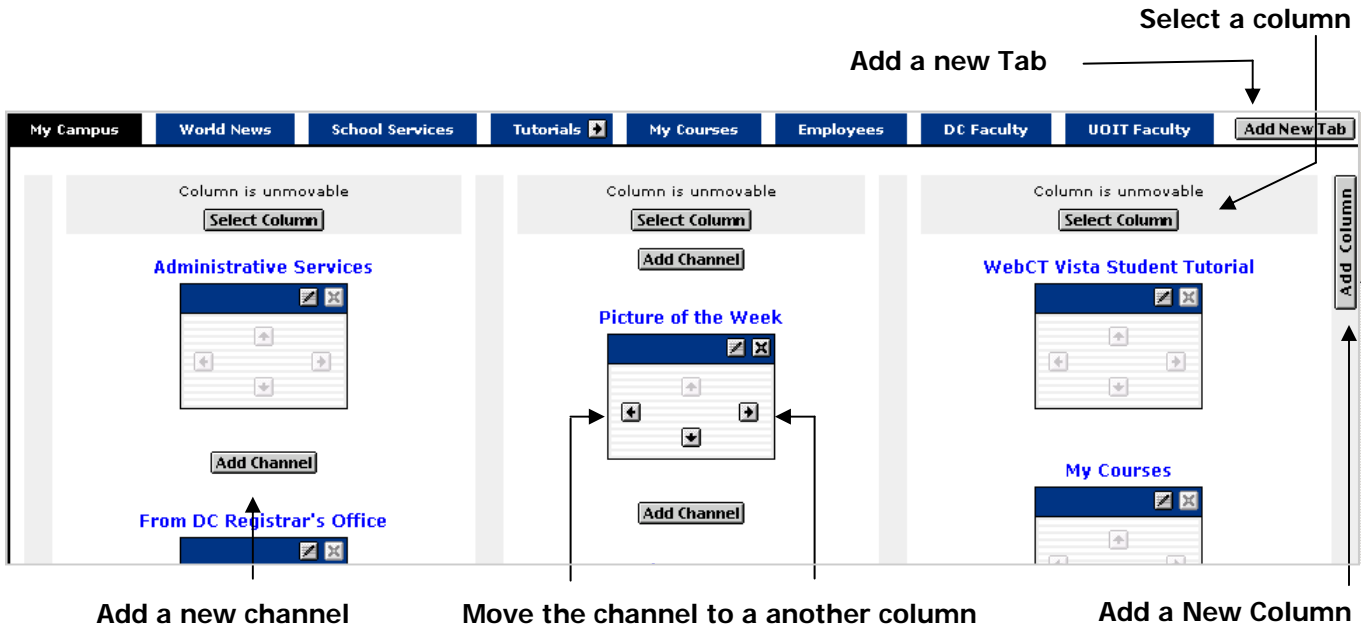 Select a column
Add a new Tab
My Campus World News School Services Tutorials My Courses Employees DC Faculty UOIT Faculty Add New Tab
Column is unmovable Column is unmovable Column is unmovable
Select Column Select Column Select Column
Add Column
Add Channel
Administrative Services WebCT Vista Student Tutorial
Picture of the Week
Add Channel My Courses
Add Channel
From DC Registrar's Office
Add a new channel Move the channel to a another column Add a New Column